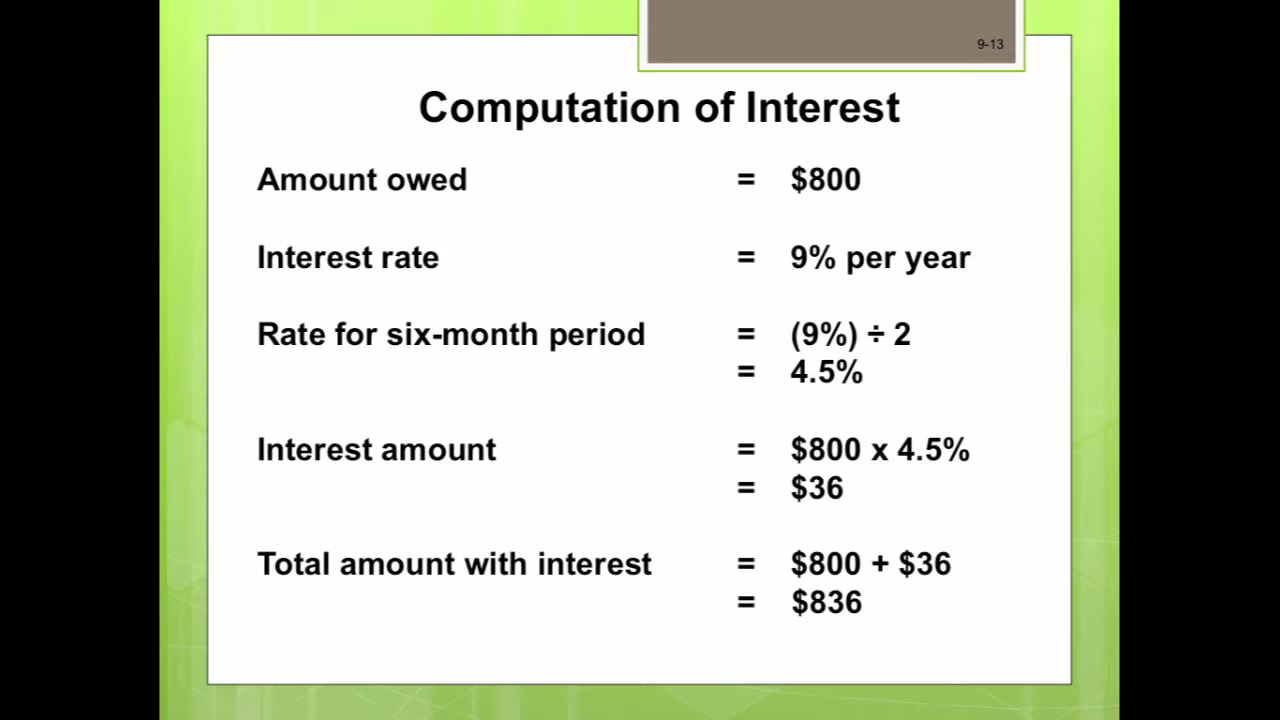 9-13
Computation of Interest
Amount owed = $800
Interest rate = 9% per year
Rate for six-month period = (9%) ÷ 2
= 4.5%
Interest amount = $800 x 4.5%
= $36
Total amount with interest = $800 + $36
= $836